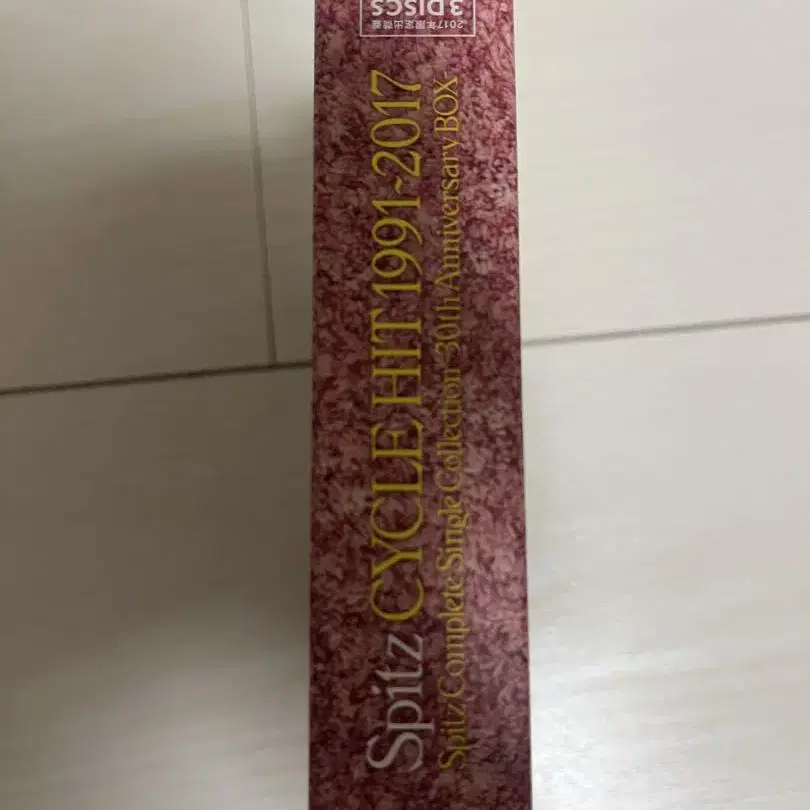 Spitz CYCLE HIT 1991-2017
Spitz Complete Single Collection -30th Anniversary BOX-
2017年限定出荷盤
3 DISCS